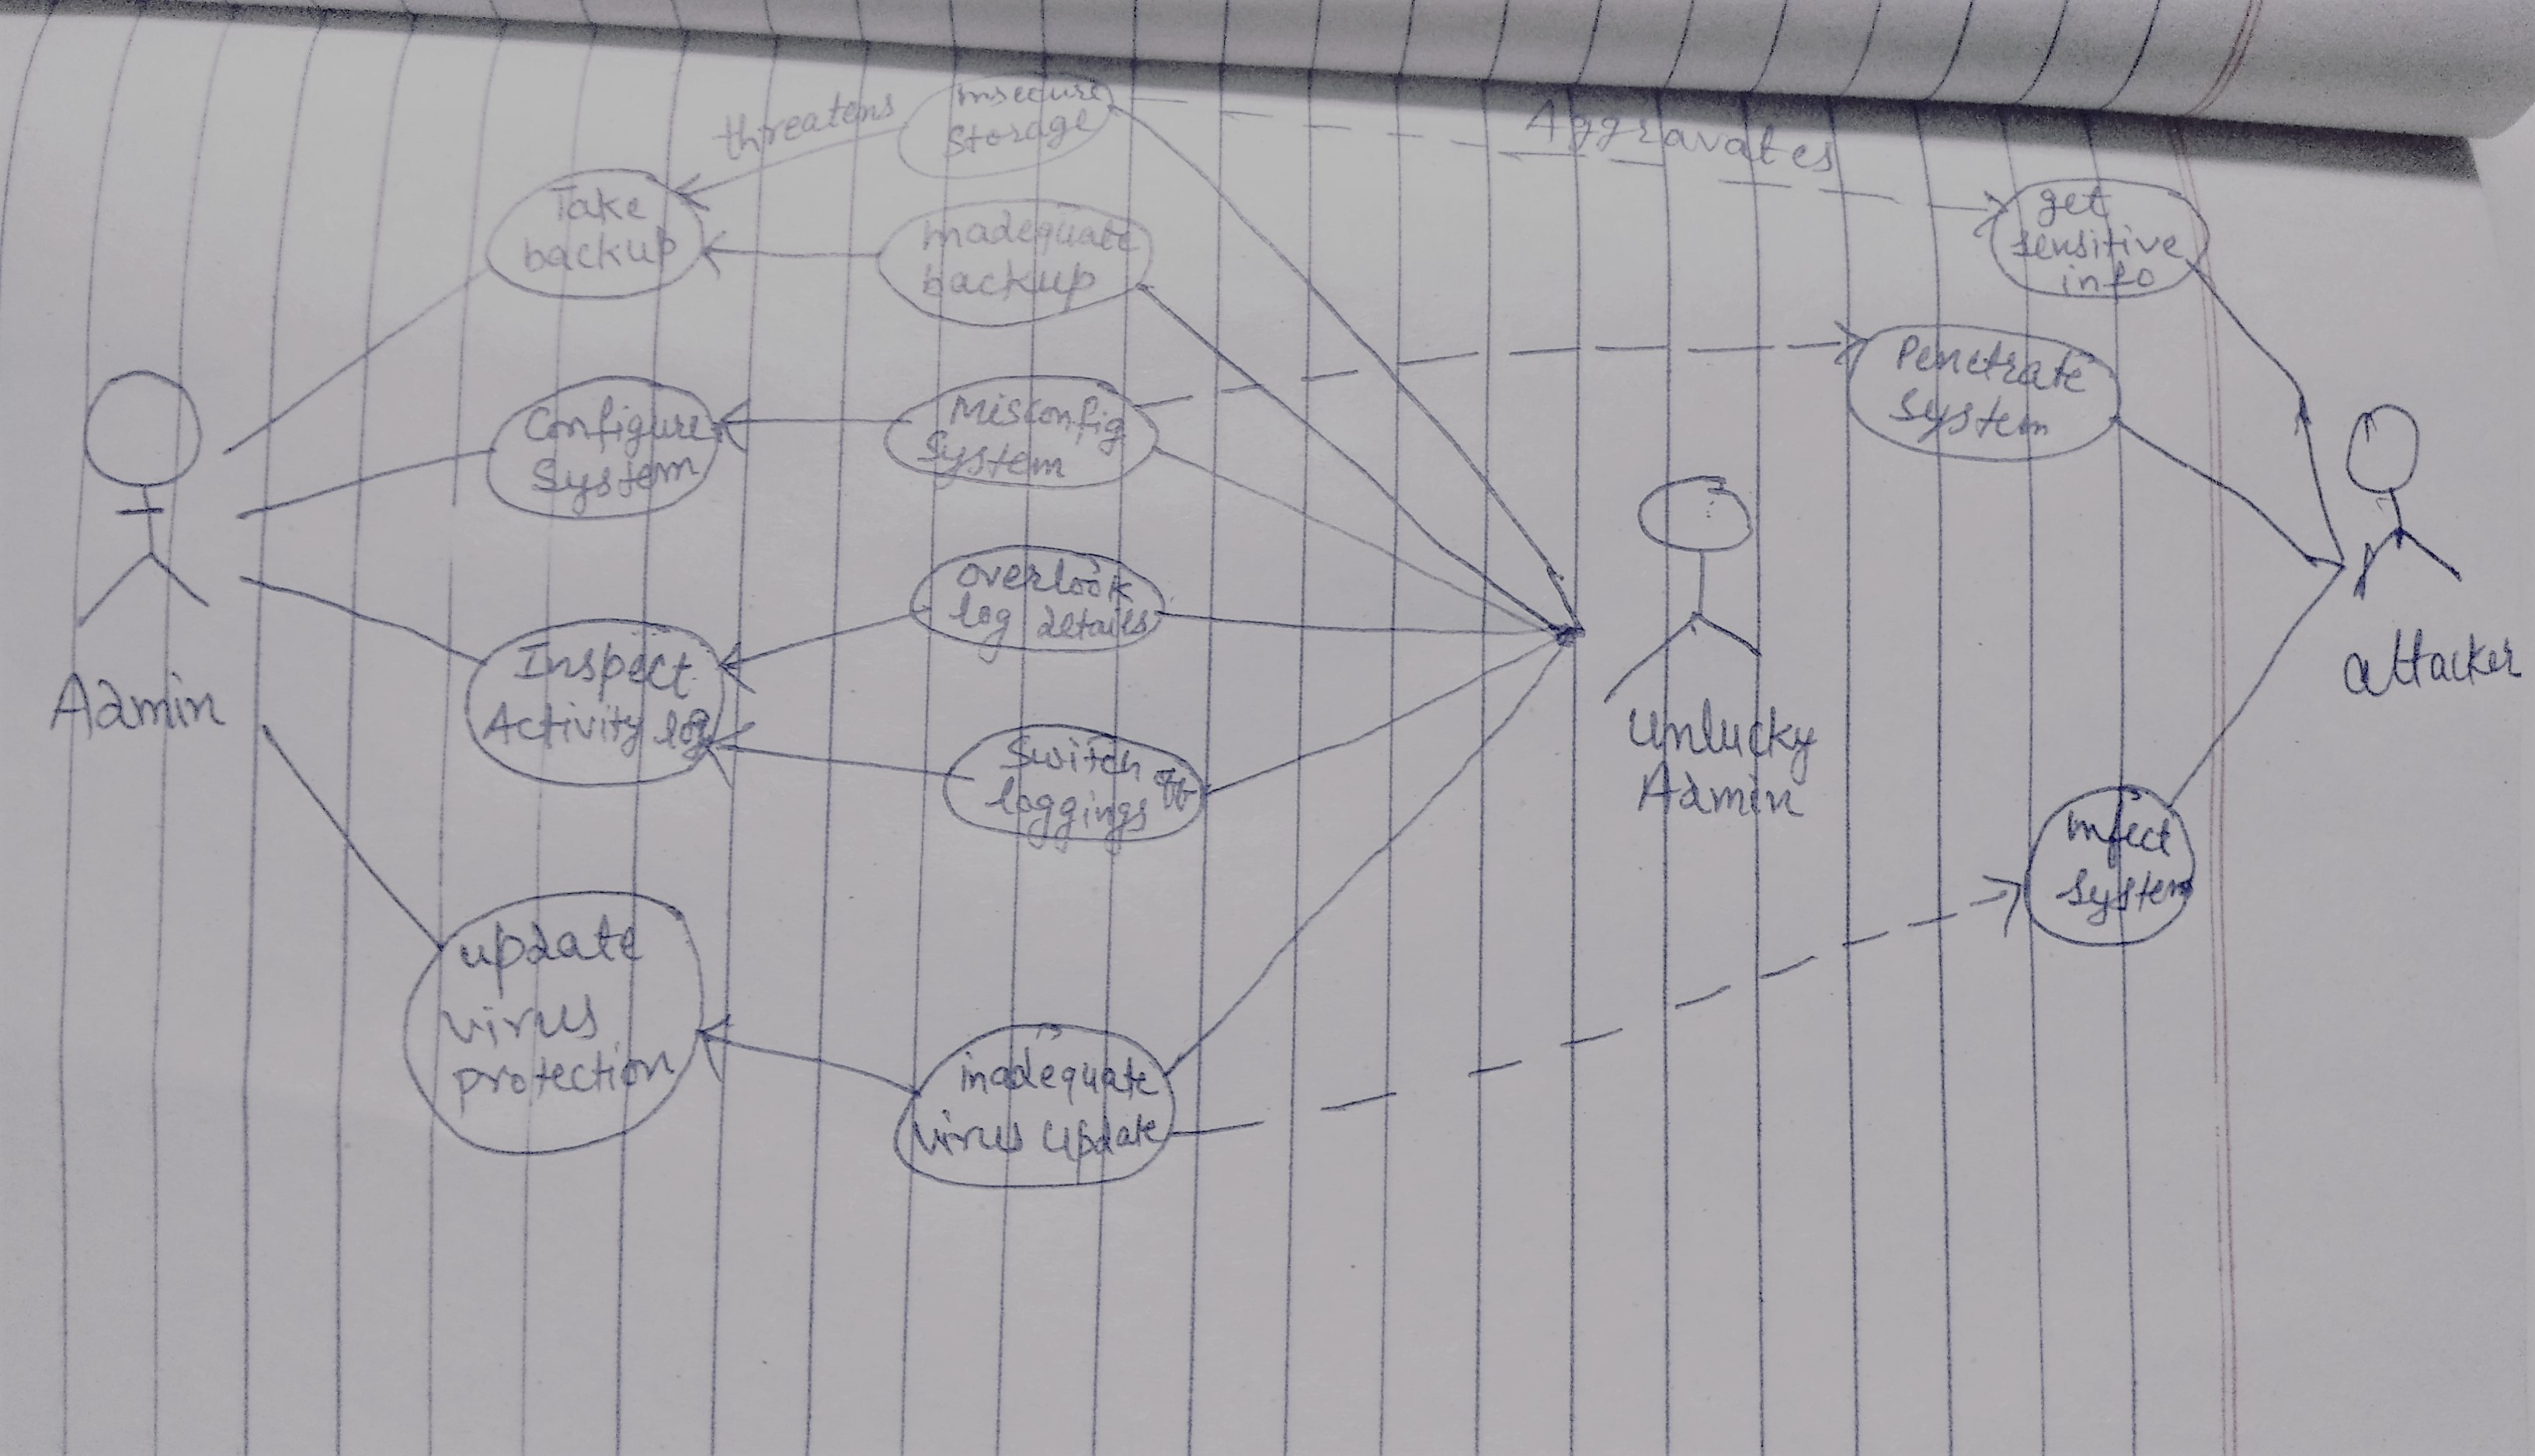 threatens
insecure
storage
Aggravates
Take
backup
inadequate
backup
get
sensitive
info
Configure
System
Misconfig
System
Penetrate
System
overlook
log details
Inspect
Activity log
Switch off
loggings
Admin
unlucky
Admin
attacker
update
virus
protection
inadequate
virus update
infect
system